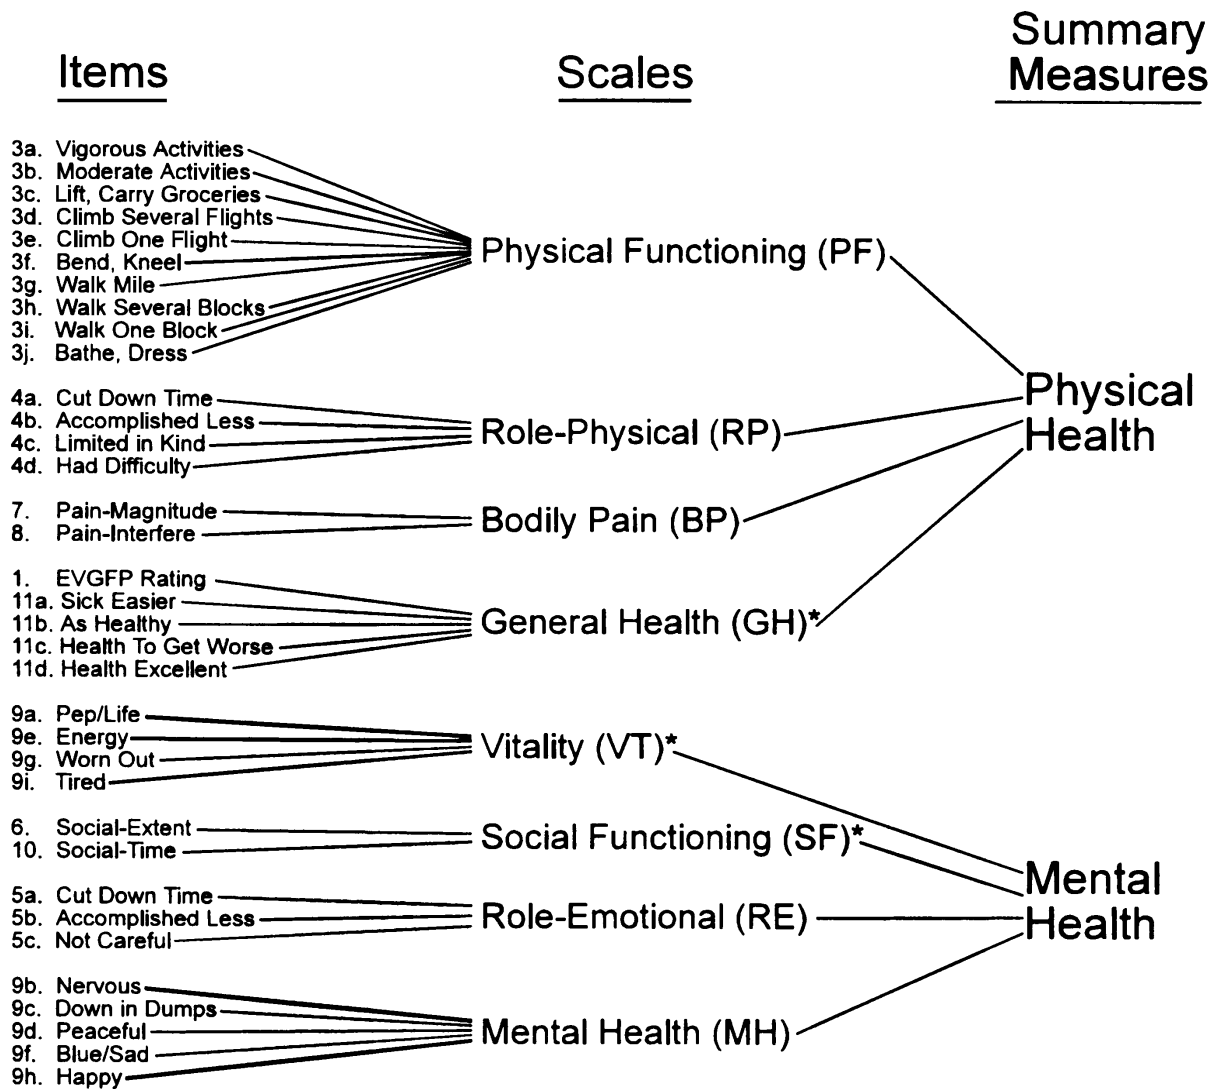 Items
Scales
Summary
Measures
3a. Vigorous Activities
3b. Moderate Activities
3c. Lift, Carry Groceries
3d. Climb Several Flights
3e. Climb One Flight
3f. Bend, Kneel
3g. Walk Mile
3h. Walk Several Blocks
3i. Walk One Block
3j. Bathe, Dress
Physical Functioning (PF)
4a. Cut Down Time
4b. Accomplished Less
4c. Limited in Kind
4d. Had Difficulty
Role-Physical (RP)
7. Pain-Magnitude
8. Pain-Interfere
Bodily Pain (BP)
1. EVGFP Rating
11a. Sick Easier
11b. As Healthy
11c. Health To Get Worse
11d. Health Excellent
General Health (GH)*
Physical
Health
9a. Pep/Life
9e. Energy
9g. Worn Out
9i. Tired
Vitality (VT)*
6. Social-Extent
10. Social-Time
Social Functioning (SF)*
5a. Cut Down Time
5b. Accomplished Less
5c. Not Careful
Role-Emotional (RE)
9b. Nervous
9c. Down in Dumps
9d. Peaceful
9f. Blue/Sad
9h. Happy
Mental Health (MH)
Mental
Health